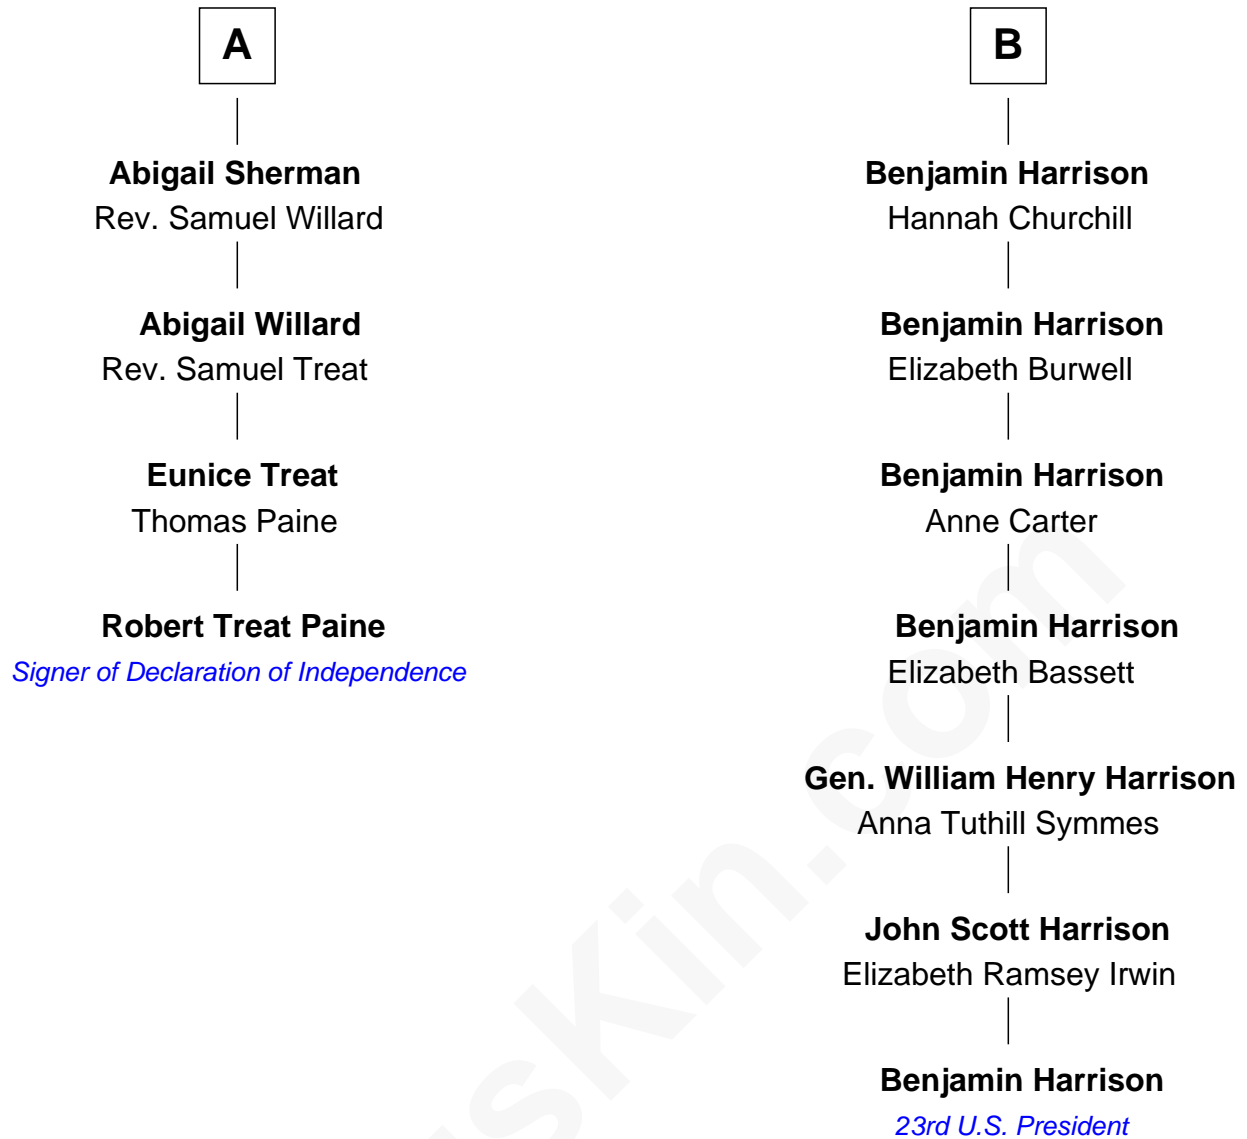 A
Abigail Sherman
Rev. Samuel Willard
Abigail Willard
Rev. Samuel Treat
Eunice Treat
Thomas Paine
Robert Treat Paine
Signer of Declaration of Independence
B
Benjamin Harrison
Hannah Churchill
Benjamin Harrison
Elizabeth Burwell
Benjamin Harrison
Anne Carter
Benjamin Harrison
Elizabeth Bassett
Gen. William Henry Harrison
Anna Tuthill Symmes
John Scott Harrison
Elizabeth Ramsey Irwin
Benjamin Harrison
23rd U.S. President